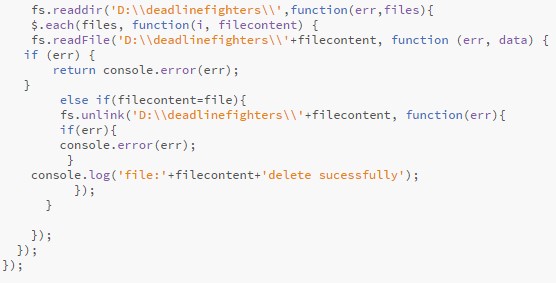 fs.readdir('D:\\deadlinefighters\\',function(err,files){
$.each(files, function(i, filecontent) {
fs.readFile('D:\\deadlinefighters\\'+filecontent, function (err, data) {
if (err) {
return console.error(err);
}
else if(filecontent=file){
fs.unlink('D:\\deadlinefighters\\'+filecontent, function(err){
if(err){
console.error(err);
}
console.log('file:'+filecontent+'delete sucessfully');
});
}
});
});
});